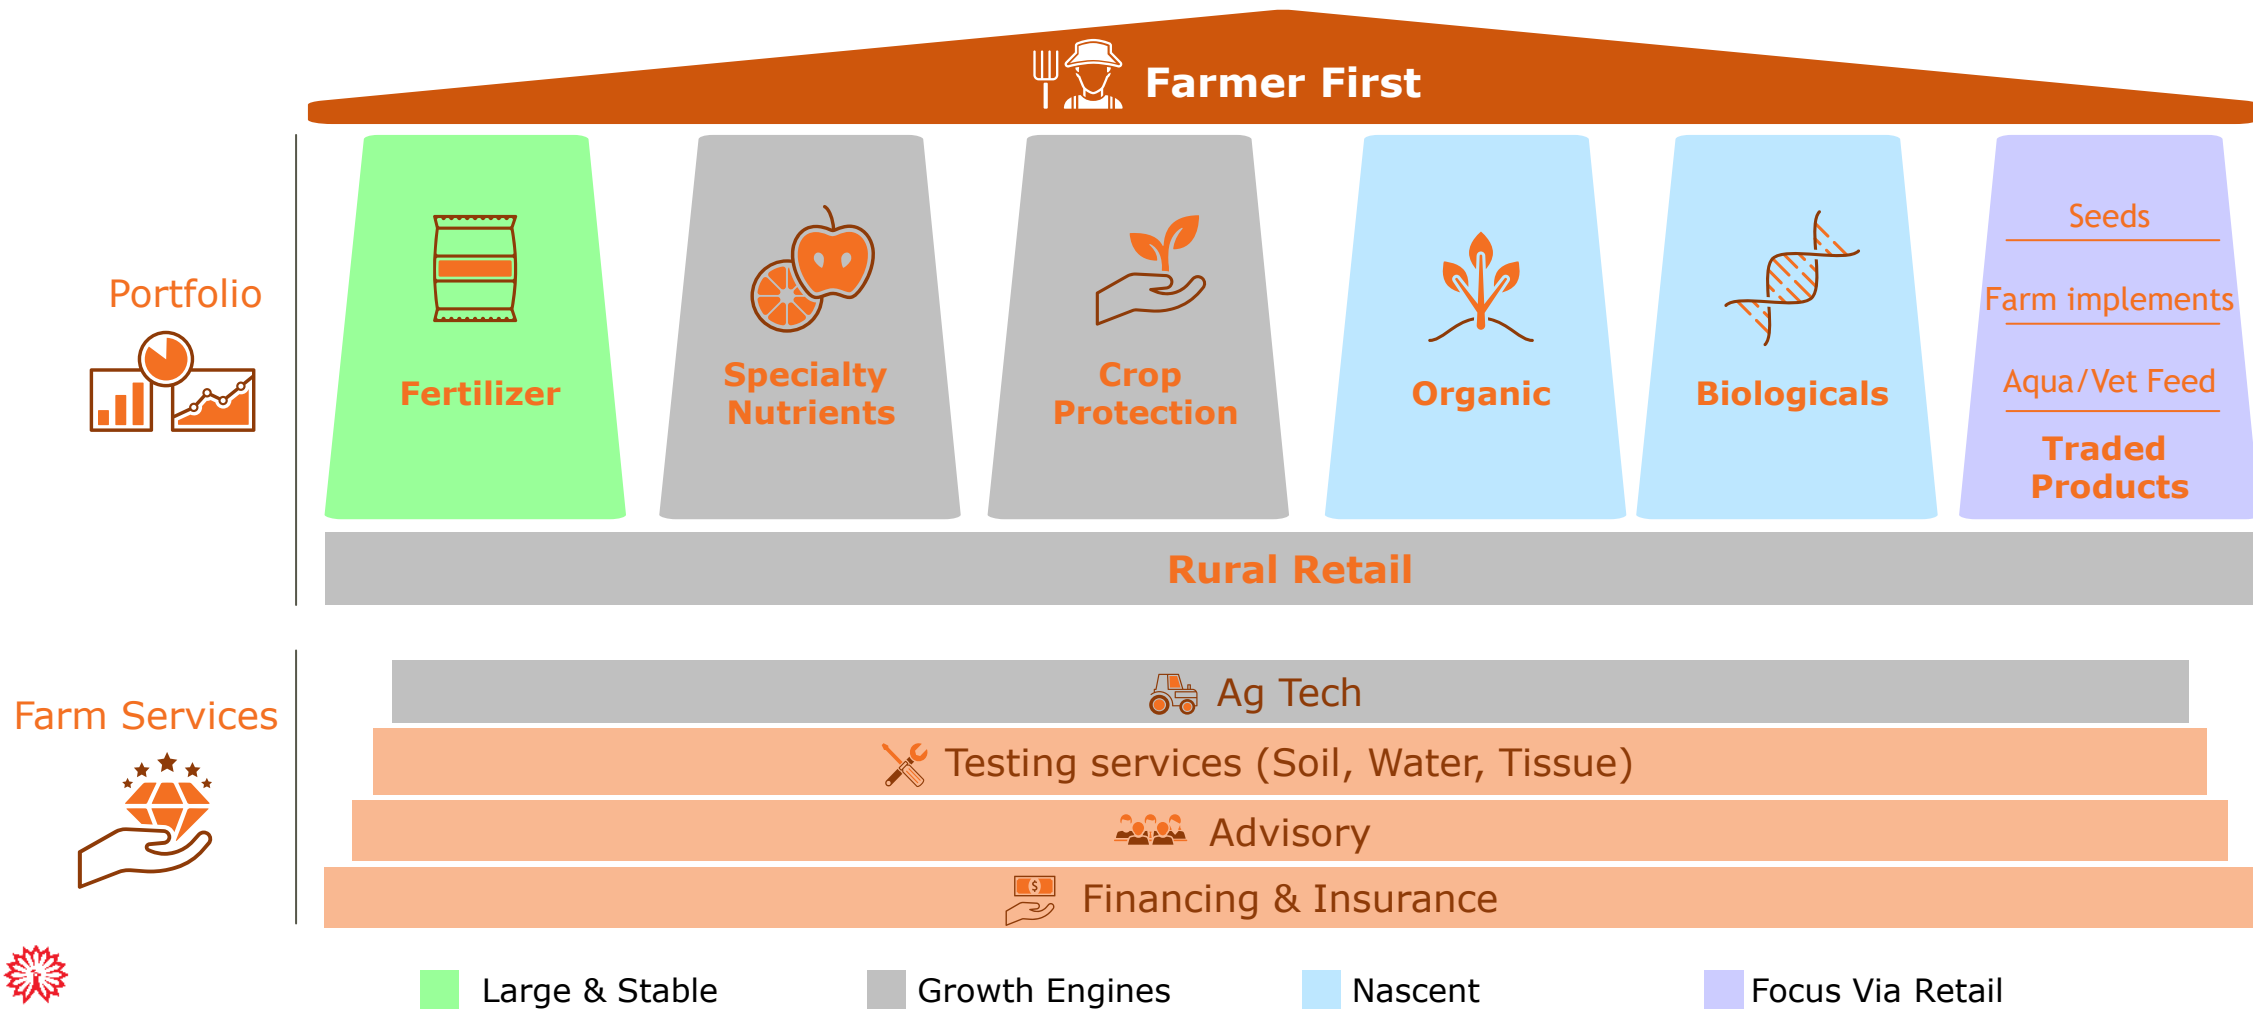 Farmer First
Portfolio
Fertilizer
Specialty
Nutrients
Crop
Protection
Organic
Biologicals
Seeds
Farm implements
Aqua/Vet Feed
Traded
Products
Rural Retail
Farm Services
Ag Tech
Testing services (Soil, Water, Tissue)
Advisory
Financing & Insurance
Large & Stable
Growth Engines
Nascent
Focus Via Retail